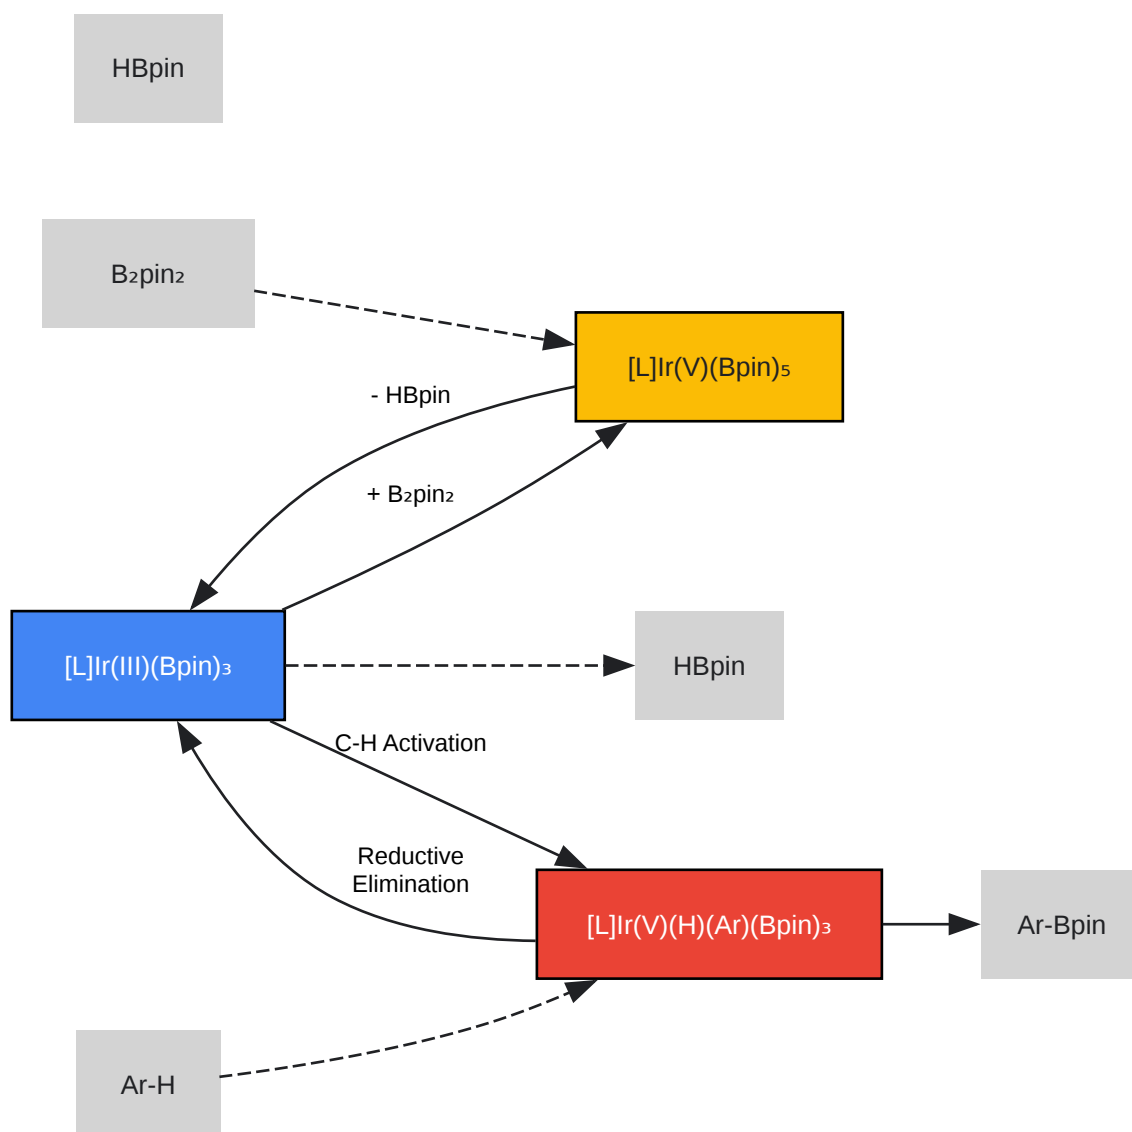 HBpin
B₂pin₂
[L]Ir(V)(Bpin)₅
- HBpin
+ B₂pin₂
[L]Ir(III)(Bpin)₃
HBpin
C-H Activation
Reductive
Elimination
[L]Ir(V)(H)(Ar)(Bpin)₃
Ar-Bpin
Ar-H